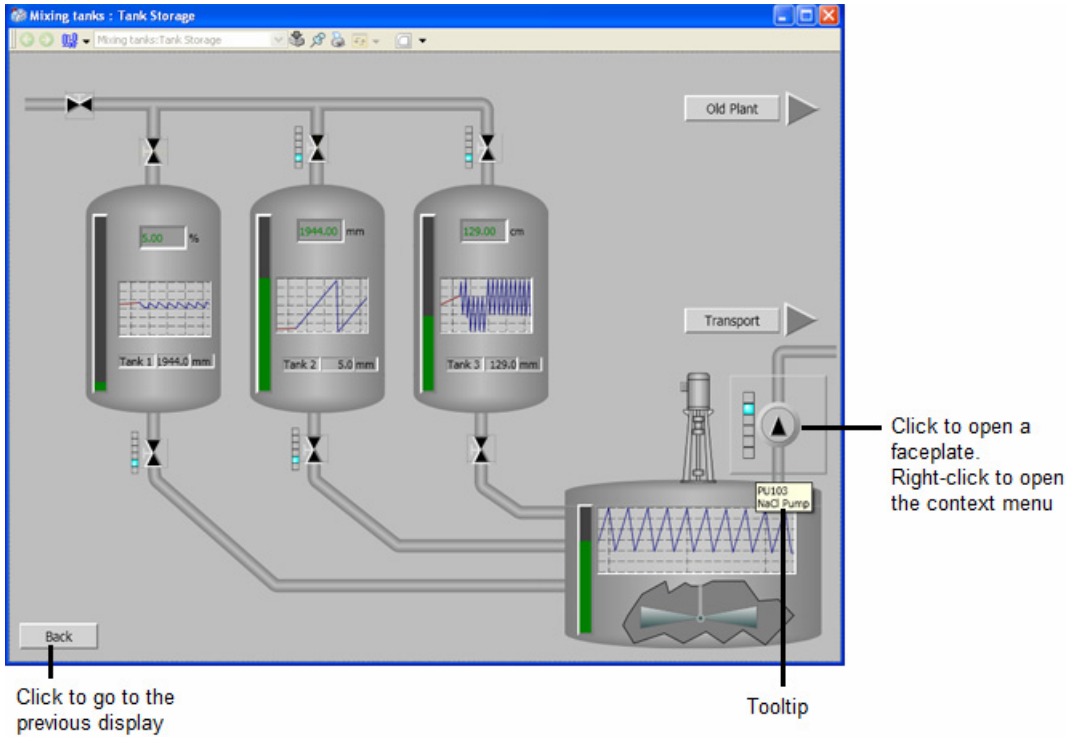 Mixing tanks : Tank Storage
Mixing tanks:Tank Storage
Old Plant
5.00 %
1944.00 mm
129.00 cm
Transport
Tank 1 1944.0 mm
Tank 2 5.0 mm
Tank 3 129.0 mm
Click to open a
faceplate.
Right-click to open
the context menu
PU103
NaCl Pump
Back
Click to go to the
previous display
Tooltip